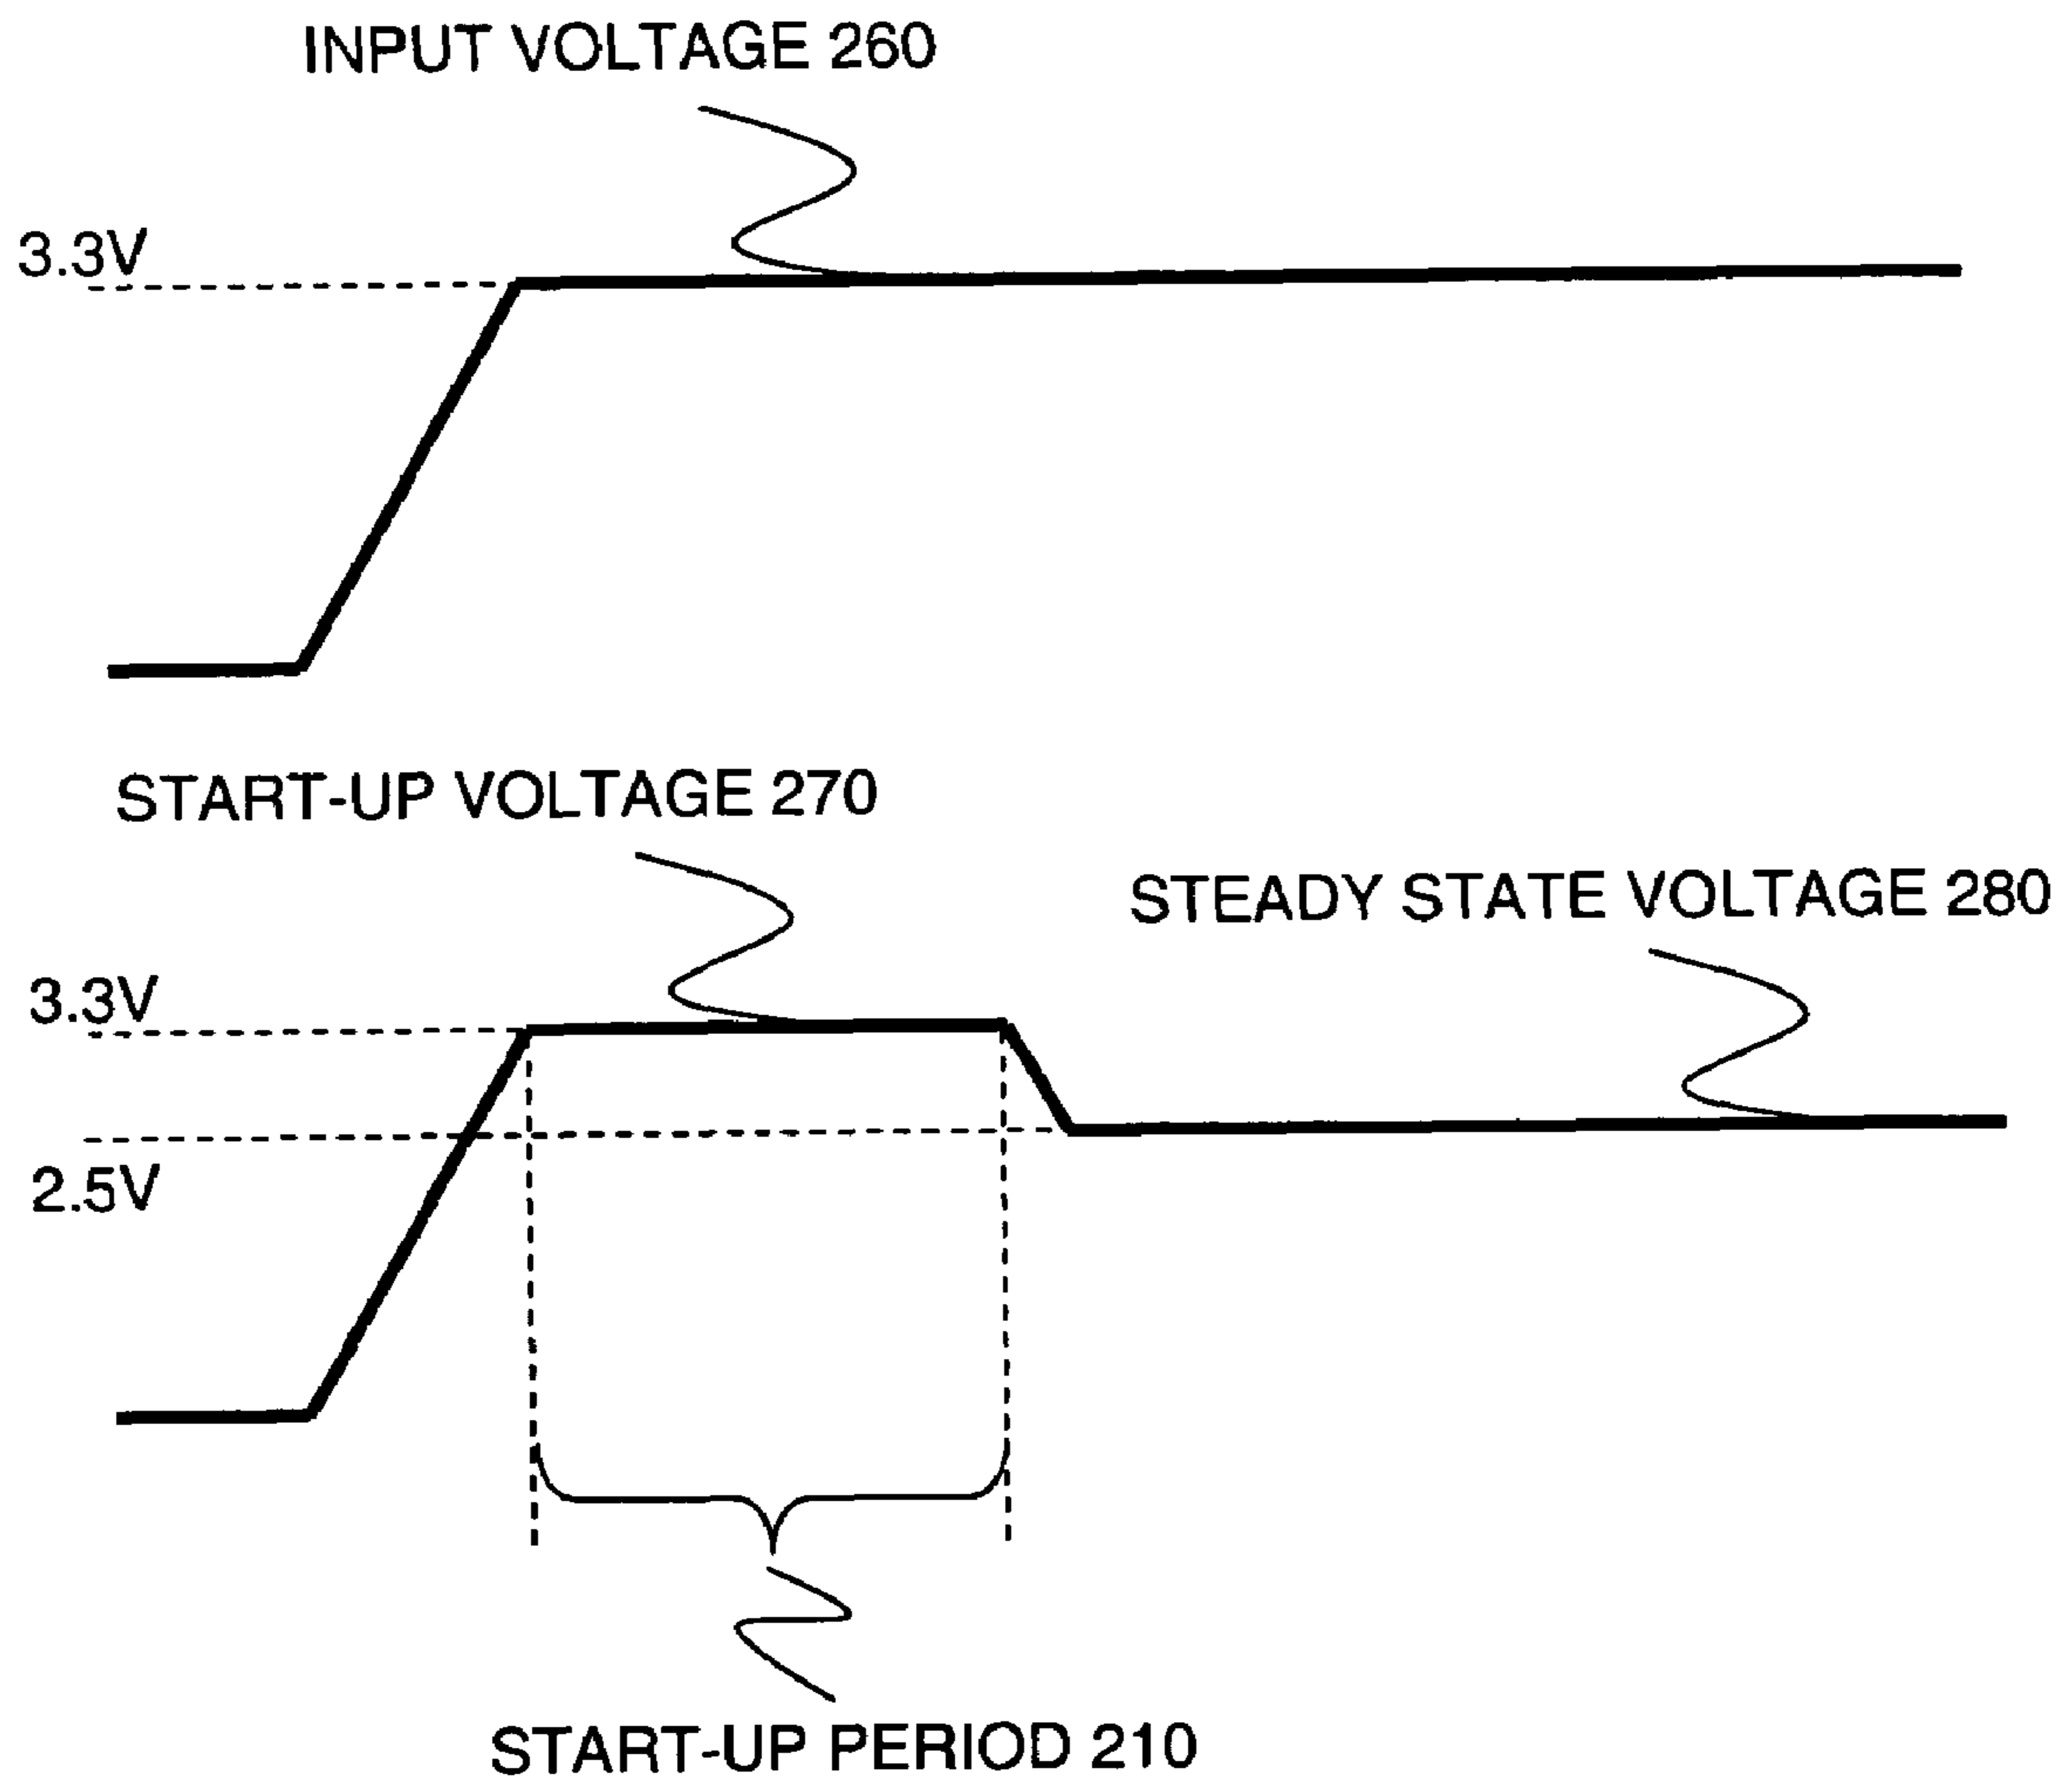 INPUT VOLTAGE 260
3.3V
START-UP VOLTAGE 270
STEADY STATE VOLTAGE 280
3.3V
2.5V
START-UP PERIOD 210